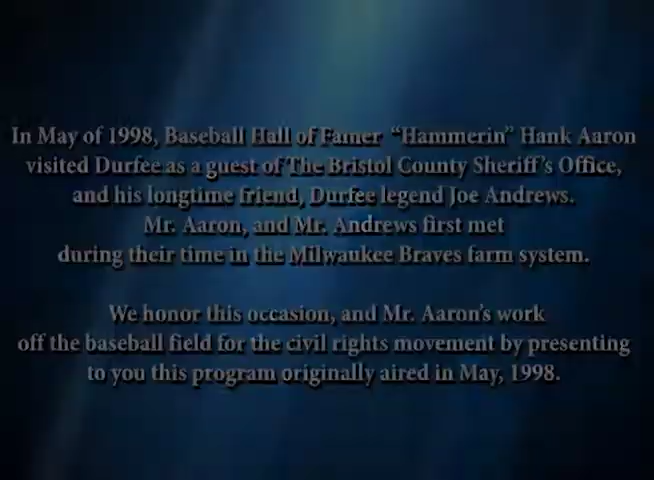 In May of 1998, Baseball Hall of Famer “Hammerin” Hank Aaron
visited Durfee as a guest of The Bristol County Sheriff’s Office,
and his longtime friend, Durfee legend Joe Andrews.
Mr. Aaron, and Mr. Andrews first met
during their time in the Milwaukee Braves farm system.
We honor this occasion, and Mr. Aaron’s work
off the baseball field for the civil rights movement by presenting
to you this program originally aired in May, 1998.